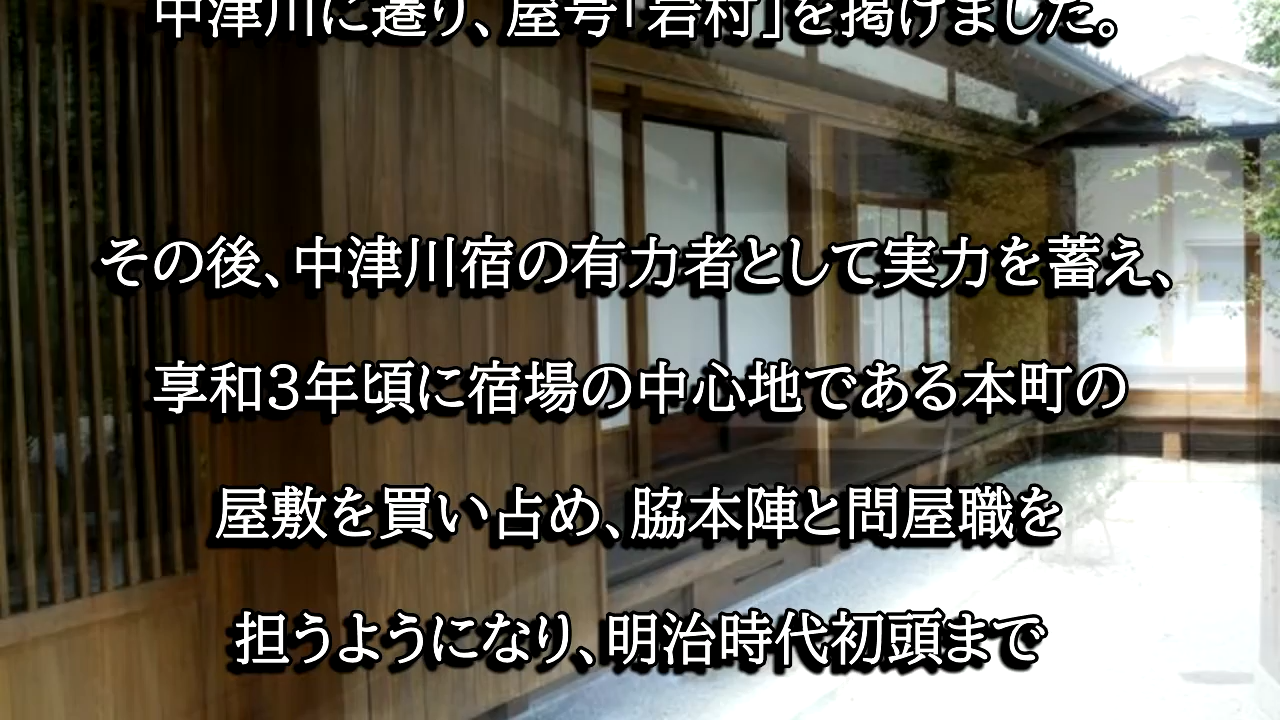 中津川に遷り、屋号「岩村」を掲げました。
その後、中津川宿の有力者として実力を蓄え、
享和３年頃に宿場の中心地である本町の
屋敷を買い占め、脇本陣と問屋職を
担うようになり、明治時代初頭まで